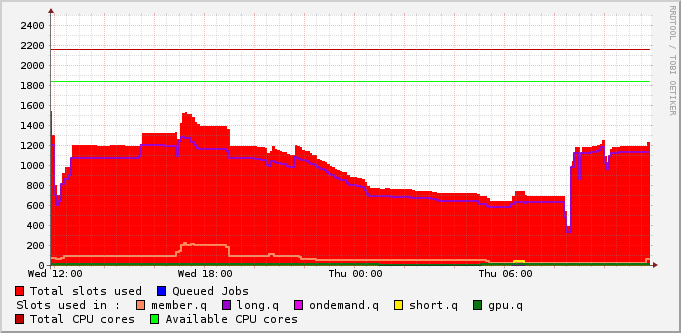 RRDTOOL / TOBI OETIKER
2400
2200
2000
1800
1600
1400
1200
1000
800
600
400
200
0
Wed 12:00 Wed 18:00 Thu 00:00 Thu 06:00
Total slots used Queued Jobs
Slots used in : member.q long.q ondemand.q short.q gpu.q
Total CPU cores Available CPU cores